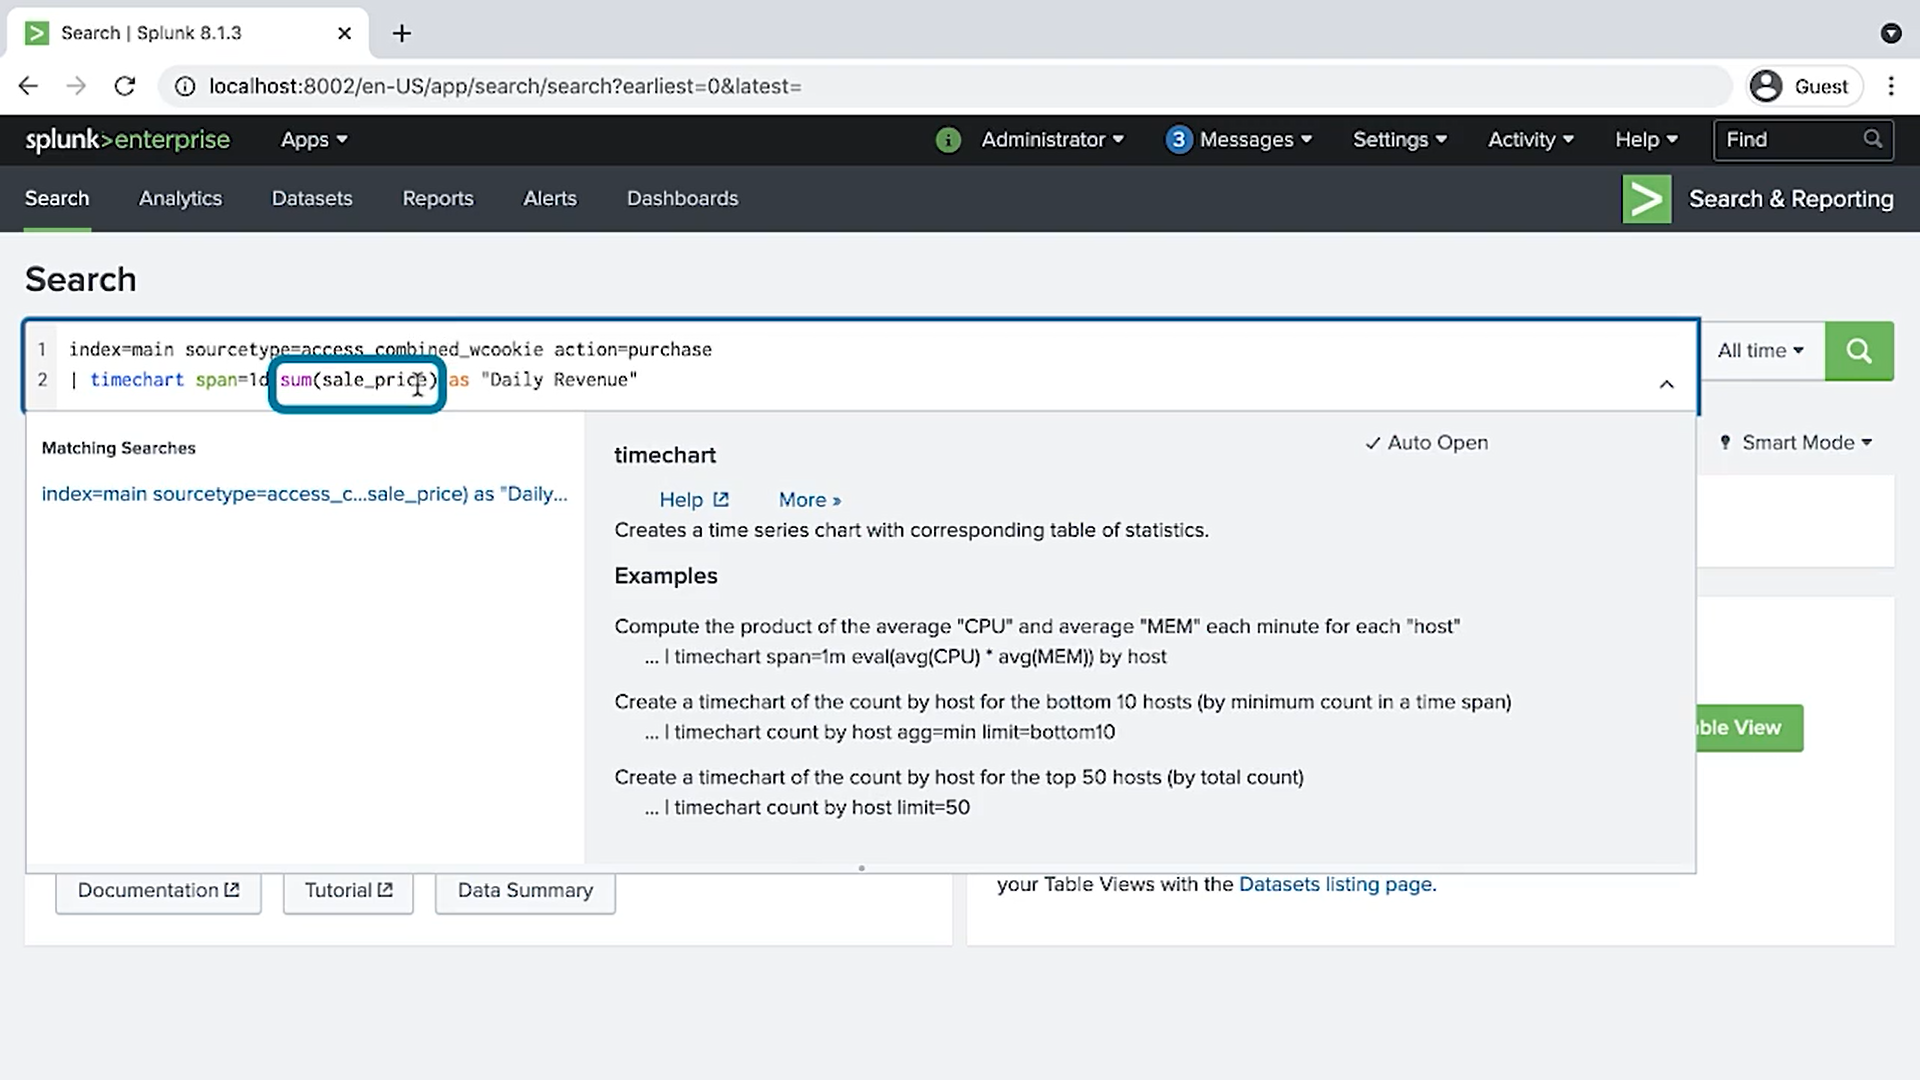 Search | Splunk 8.1.3
localhost:8002/en-US/app/search/search?earliest=0&latest=
Guest
splunk>enterprise
Apps
i
Administrator
3 Messages
Settings
Activity
Help
Find
Search
Analytics
Datasets
Reports
Alerts
Dashboards
Search & Reporting
Search
1 index=main sourcetype=access_combined_wcookie action=purchase
2 | timechart span=1d sum(sale_price) as "Daily Revenue"
All time
Matching Searches
index=main sourcetype=access_c...sale_price) as "Daily...
timechart
Auto Open
Smart Mode
Help
More »
Creates a time series chart with corresponding table of statistics.
Examples
Compute the product of the average "CPU" and average "MEM" each minute for each "host"
... | timechart span=1m eval(avg(CPU) * avg(MEM)) by host
Create a timechart of the count by host for the bottom 10 hosts (by minimum count in a time span)
... | timechart count by host agg=min limit=bottom10
Create a timechart of the count by host for the top 50 hosts (by total count)
... | timechart count by host limit=50
ble View
Documentation
Tutorial
Data Summary
your Table Views with the Datasets listing page.